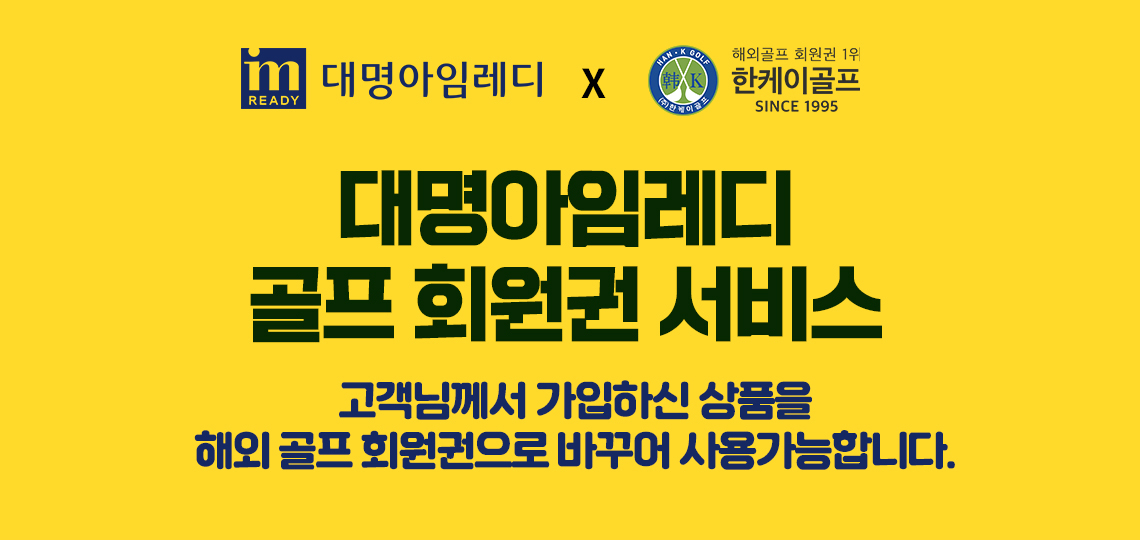 im
READY
대명아임레디
X
HAN·K GOLF
韩 K
(주)한케이골프
해외골프 회원권 1위
한케이골프
SINCE 1995
대명아임레디
골프 회원권 서비스
고객님께서 가입하신 상품을
해외 골프 회원권으로 바꾸어 사용가능합니다.